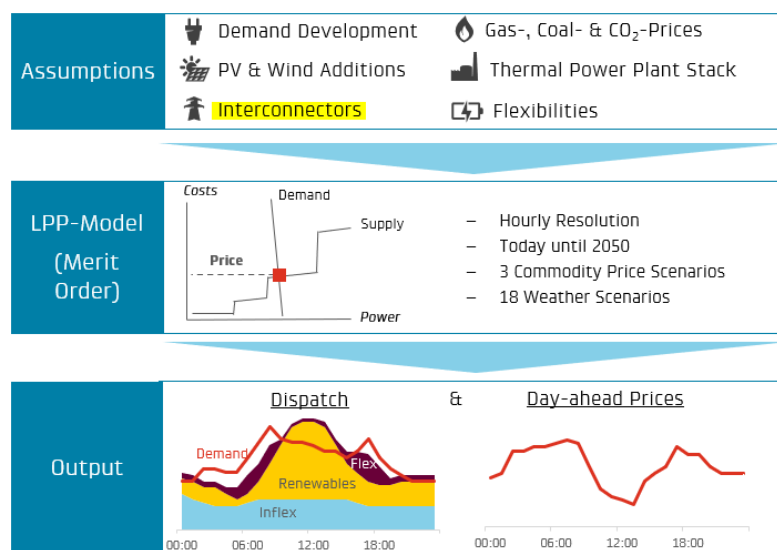 Assumptions
Demand Development
Gas-, Coal- & CO₂-Prices
PV & Wind Additions
Thermal Power Plant Stack
Interconnectors
Flexibilities
LPP-Model
(Merit
Order)
Costs
Demand
Supply
Price
Power
– Hourly Resolution
– Today until 2050
– 3 Commodity Price Scenarios
– 18 Weather Scenarios
Output
Dispatch
&
Day-ahead Prices
Demand
Flex
Renewables
Inflex
00:00 06:00 12:00 18:00
00:00 06:00 12:00 18:00